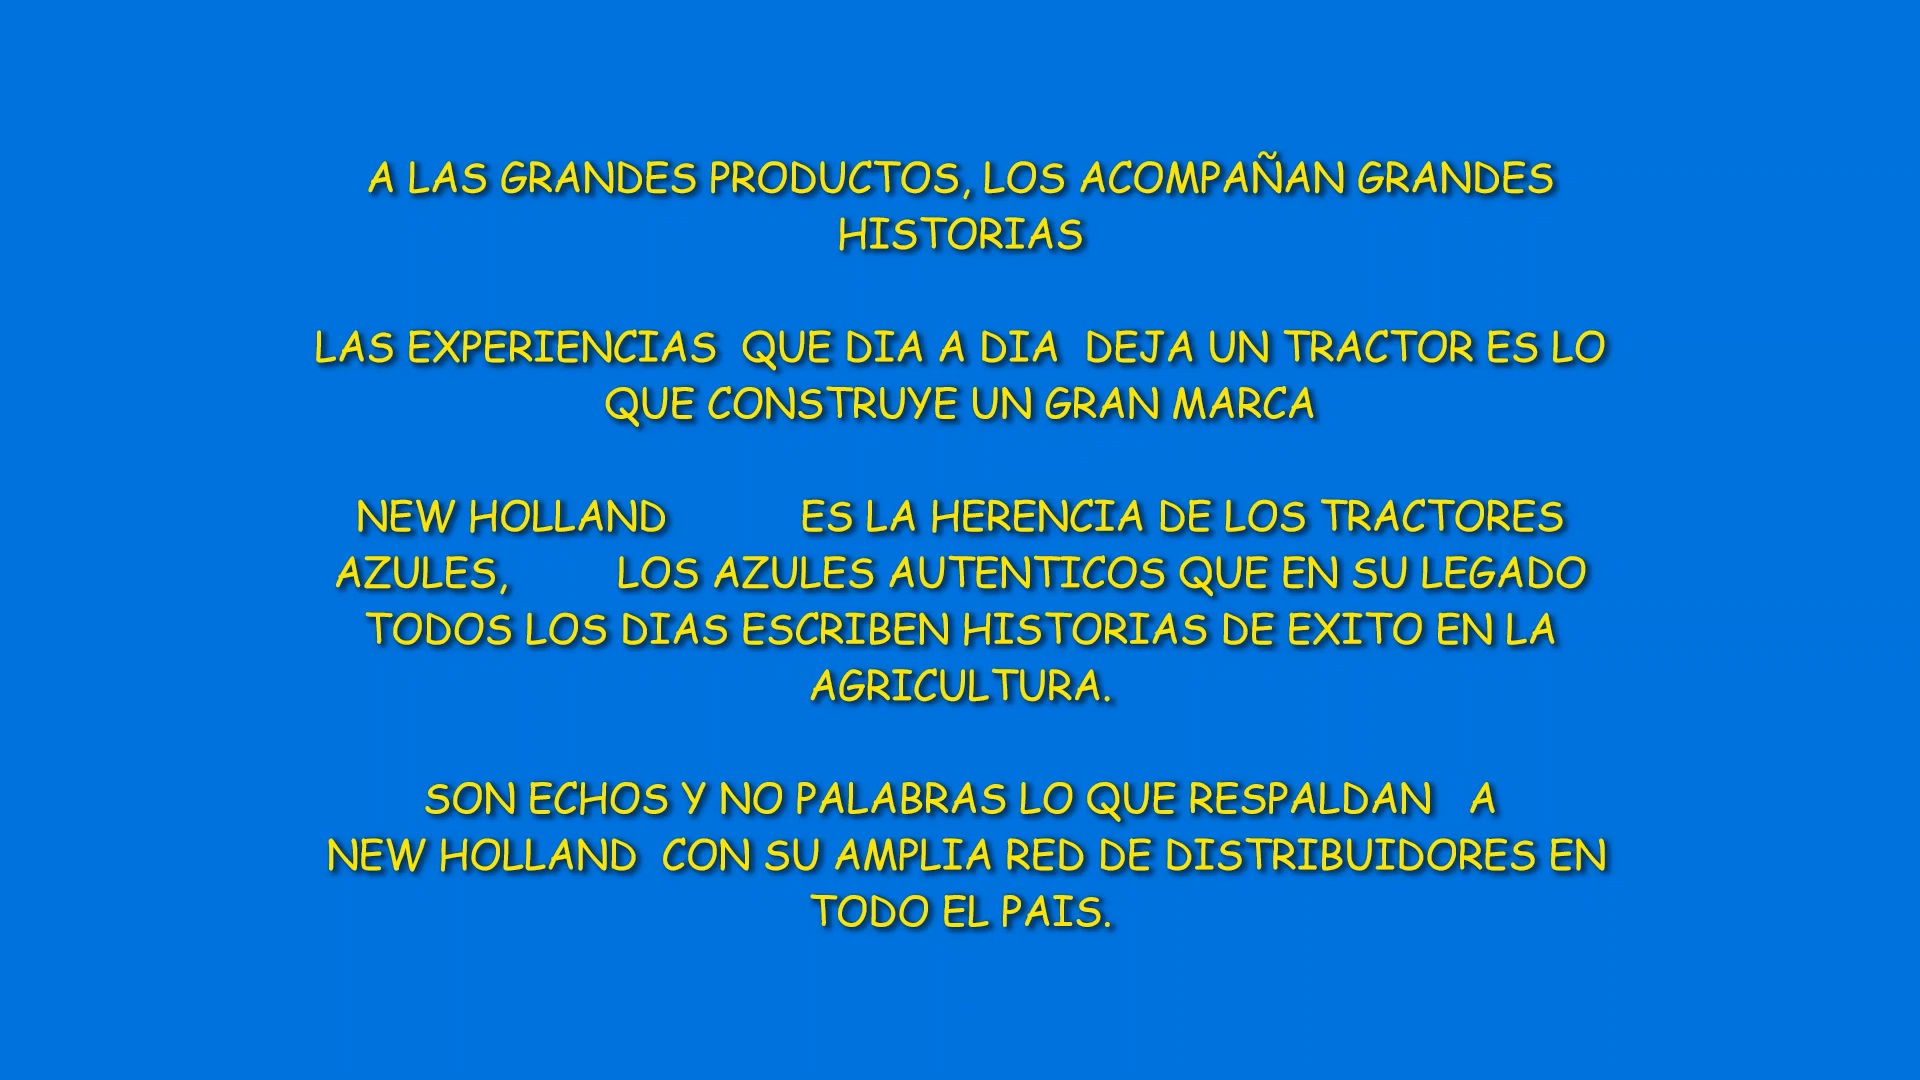 A LAS GRANDES PRODUCTOS, LOS ACOMPAÑAN GRANDES
HISTORIAS
LAS EXPERIENCIAS QUE DIA A DIA DEJA UN TRACTOR ES LO
QUE CONSTRUYE UN GRAN MARCA
NEW HOLLAND ES LA HERENCIA DE LOS TRACTORES
AZULES, LOS AZULES AUTENTICOS QUE EN SU LEGADO
TODOS LOS DIAS ESCRIBEN HISTORIAS DE EXITO EN LA
AGRICULTURA.
SON ECHOS Y NO PALABRAS LO QUE RESPALDAN A
NEW HOLLAND CON SU AMPLIA RED DE DISTRIBUIDORES EN
TODO EL PAIS.